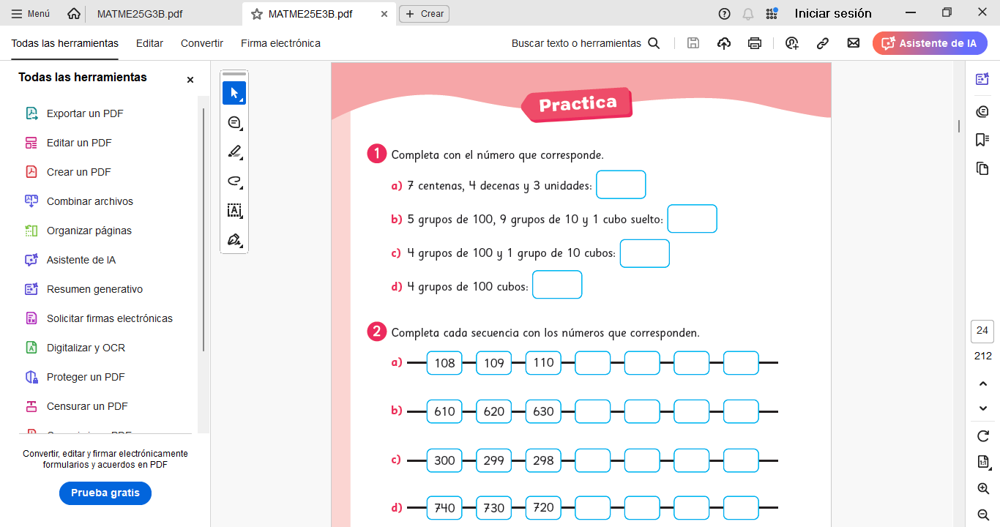 Menú
MATME25G3B.pdf
MATME25E3B.pdf
Crear
Iniciar sesión
Todas las herramientas
Editar
Convertir
Firma electrónica
Buscar texto o herramientas
Asistente de IA
Todas las herramientas
Exportar un PDF
Editar un PDF
Crear un PDF
Combinar archivos
Organizar páginas
Asistente de IA
Resumen generativo
Solicitar firmas electrónicas
Digitalizar y OCR
Proteger un PDF
Censurar un PDF
Convertir, editar y firmar electrónicamente
formularios y acuerdos en PDF
Prueba gratis
Practica
1 Completa con el número que corresponde.
a) 7 centenas, 4 decenas y 3 unidades:
b) 5 grupos de 100, 9 grupos de 10 y 1 cubo suelto:
c) 4 grupos de 100 y 1 grupo de 10 cubos:
d) 4 grupos de 100 cubos:
2 Completa cada secuencia con los números que corresponden.
a) 108 109 110
b) 610 620 630
c) 300 299 298
d) 740 730 720
24
212